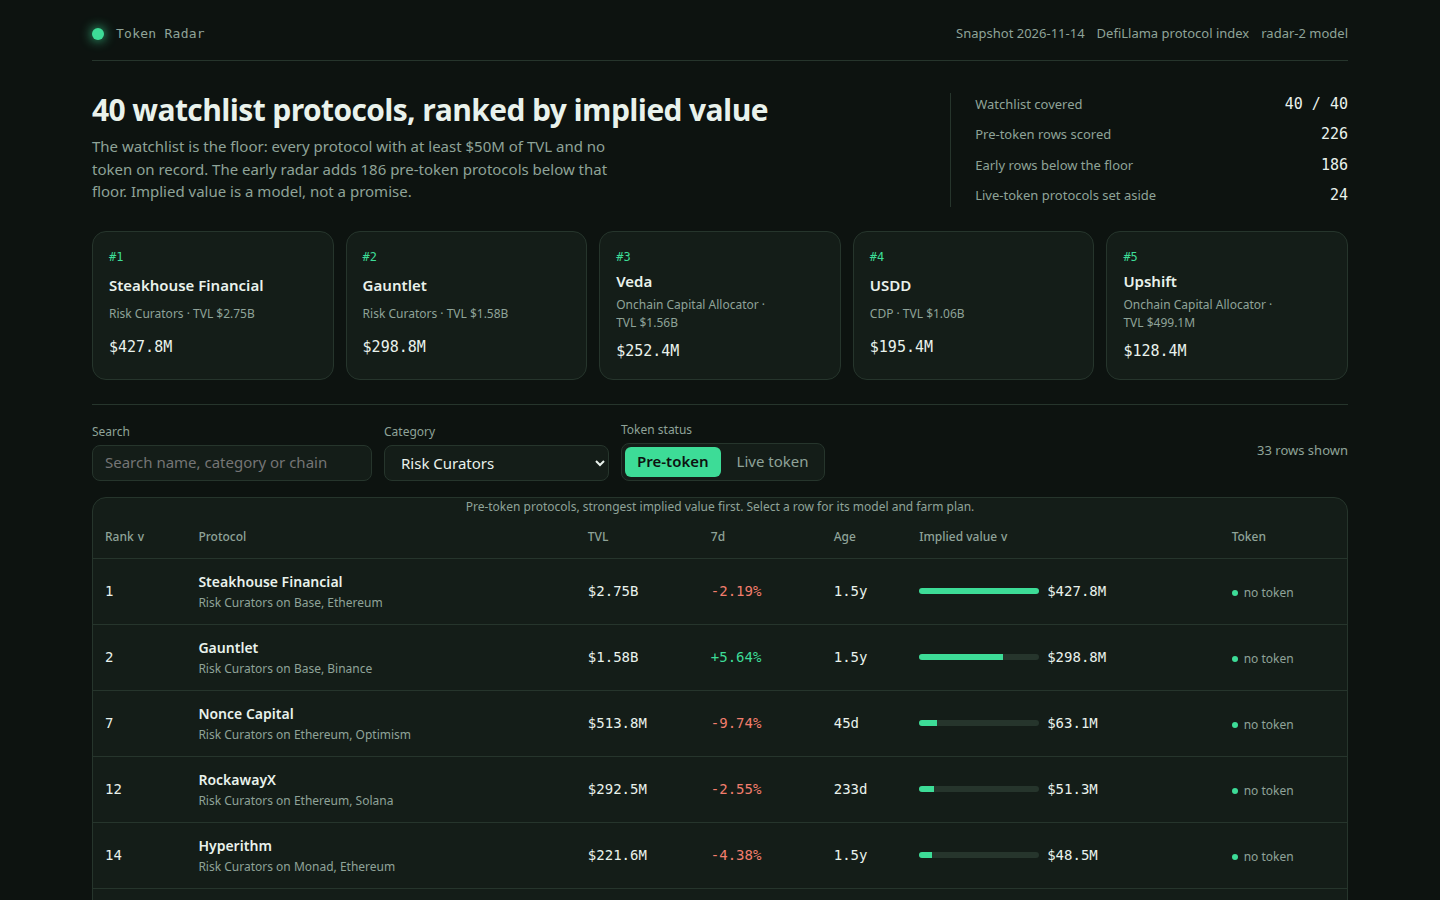 Token Radar
Snapshot 2026-11-14 DefiLlama protocol index radar-2 model
40 watchlist protocols, ranked by implied value
The watchlist is the floor: every protocol with at least $50M of TVL and no
token on record. The early radar adds 186 pre-token protocols below that
floor. Implied value is a model, not a promise.
Watchlist covered 40 / 40
Pre-token rows scored 226
Early rows below the floor 186
Live-token protocols set aside 24
#1
Steakhouse Financial
Risk Curators · TVL $2.75B
$427.8M
#2
Gauntlet
Risk Curators · TVL $1.58B
$298.8M
#3
Veda
Onchain Capital Allocator ·
TVL $1.56B
$252.4M
#4
USDD
CDP · TVL $1.06B
$195.4M
#5
Upshift
Onchain Capital Allocator ·
TVL $499.1M
$128.4M
Search
Search name, category or chain
Category
Risk Curators
Token status
Pre-token Live token
33 rows shown
Pre-token protocols, strongest implied value first. Select a row for its model and farm plan.
Rank v Protocol TVL 7d Age Implied value v Token
1 Steakhouse Financial $2.75B -2.19% 1.5y $427.8M no token
Risk Curators on Base, Ethereum
2 Gauntlet $1.58B +5.64% 1.5y $298.8M no token
Risk Curators on Base, Binance
7 Nonce Capital $513.8M -9.74% 45d $63.1M no token
Risk Curators on Ethereum, Optimism
12 RockawayX $292.5M -2.55% 233d $51.3M no token
Risk Curators on Ethereum, Solana
14 Hyperithm $221.6M -4.38% 1.5y $48.5M no token
Risk Curators on Monad, Ethereum